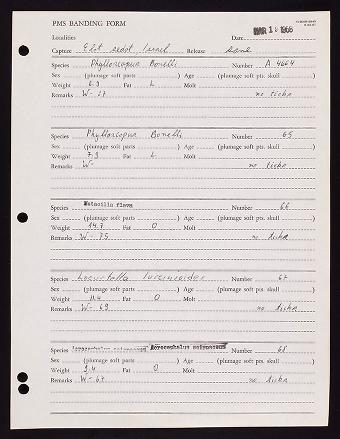 PMS BANDING FORM
Localities Date MAR 1 1968
Capture Elot sedot, Israel Release same
Species Phylloscopus Bonelli Number A 4664
Sex (plumage soft parts ) Age (plumage soft pts. skull )
Weight 6.9 Fat L Molt
Remarks W- 57 no ticks
Species Phylloscopus Bonelli Number 65
Sex (plumage soft parts ) Age (plumage soft pts. skull )
Weight 7.9 Fat L Molt
Remarks W- no ticks
Species Motacilla flava Number 66
Sex (plumage soft parts ) Age (plumage soft pts. skull )
Weight 14.7 Fat O Molt
Remarks W- 75 no ticks
Species Locustella luscinioides Number 67
Sex (plumage soft parts ) Age (plumage soft pts. skull )
Weight 11.4 Fat O Molt
Remarks W- 69 no ticks
Species Acrocephalus scirpaceus Number 68
Sex (plumage soft parts ) Age (plumage soft pts. skull )
Weight 9.4 Fat O Molt
Remarks W- 67 no ticks